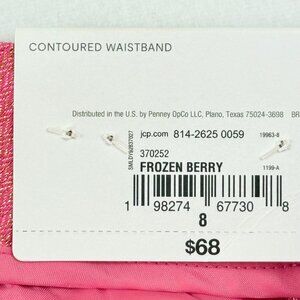 CONTOURED WAISTBAND
Distributed in the U.S. by Penney OpCo LLC, Plano, Texas 75024-3698 BR
jcp.com 814-2625 0059 19963-8
370252
FROZEN BERRY 1199-A
1 98274 67730 8
8
$68